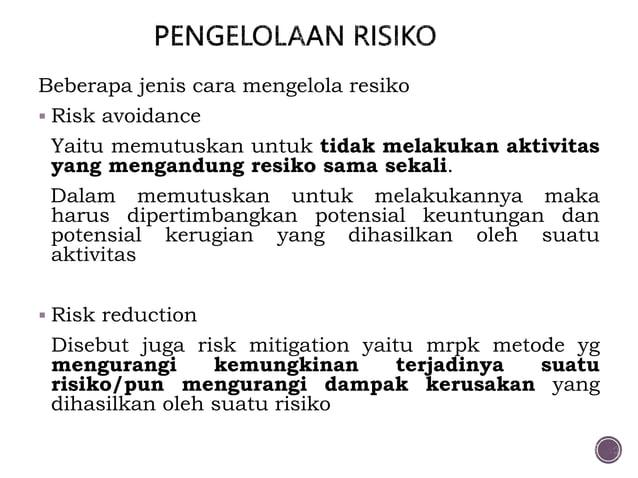 PENGELOLAAN RISIKO
Beberapa jenis cara mengelola resiko
▪ Risk avoidance
Yaitu memutuskan untuk tidak melakukan aktivitas
yang mengandung resiko sama sekali.
Dalam memutuskan untuk melakukannya maka
harus dipertimbangkan potensial keuntungan dan
potensial kerugian yang dihasilkan oleh suatu
aktivitas
▪ Risk reduction
Disebut juga risk mitigation yaitu mrpk metode yg
mengurangi kemungkinan terjadinya suatu
risiko/pun mengurangi dampak kerusakan yang
dihasilkan oleh suatu risiko